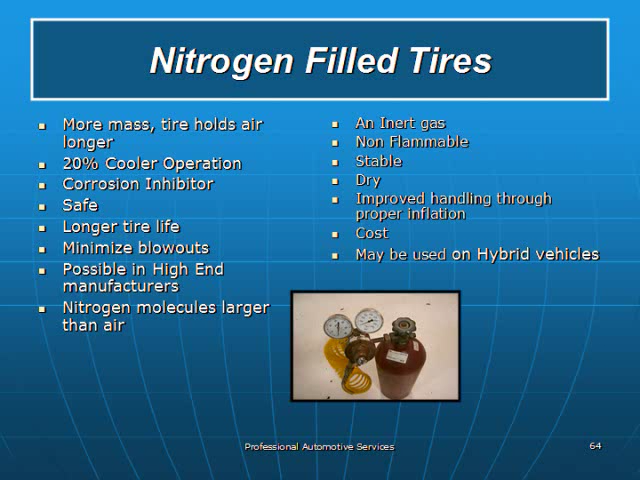 Nitrogen Filled Tires
More mass, tire holds air
longer
20% Cooler Operation
Corrosion Inhibitor
Safe
Longer tire life
Minimize blowouts
Possible in High End
manufacturers
Nitrogen molecules larger
than air
An Inert gas
Non Flammable
Stable
Dry
Improved handling through
proper inflation
Cost
May be used on Hybrid vehicles
Professional Automotive Services
64